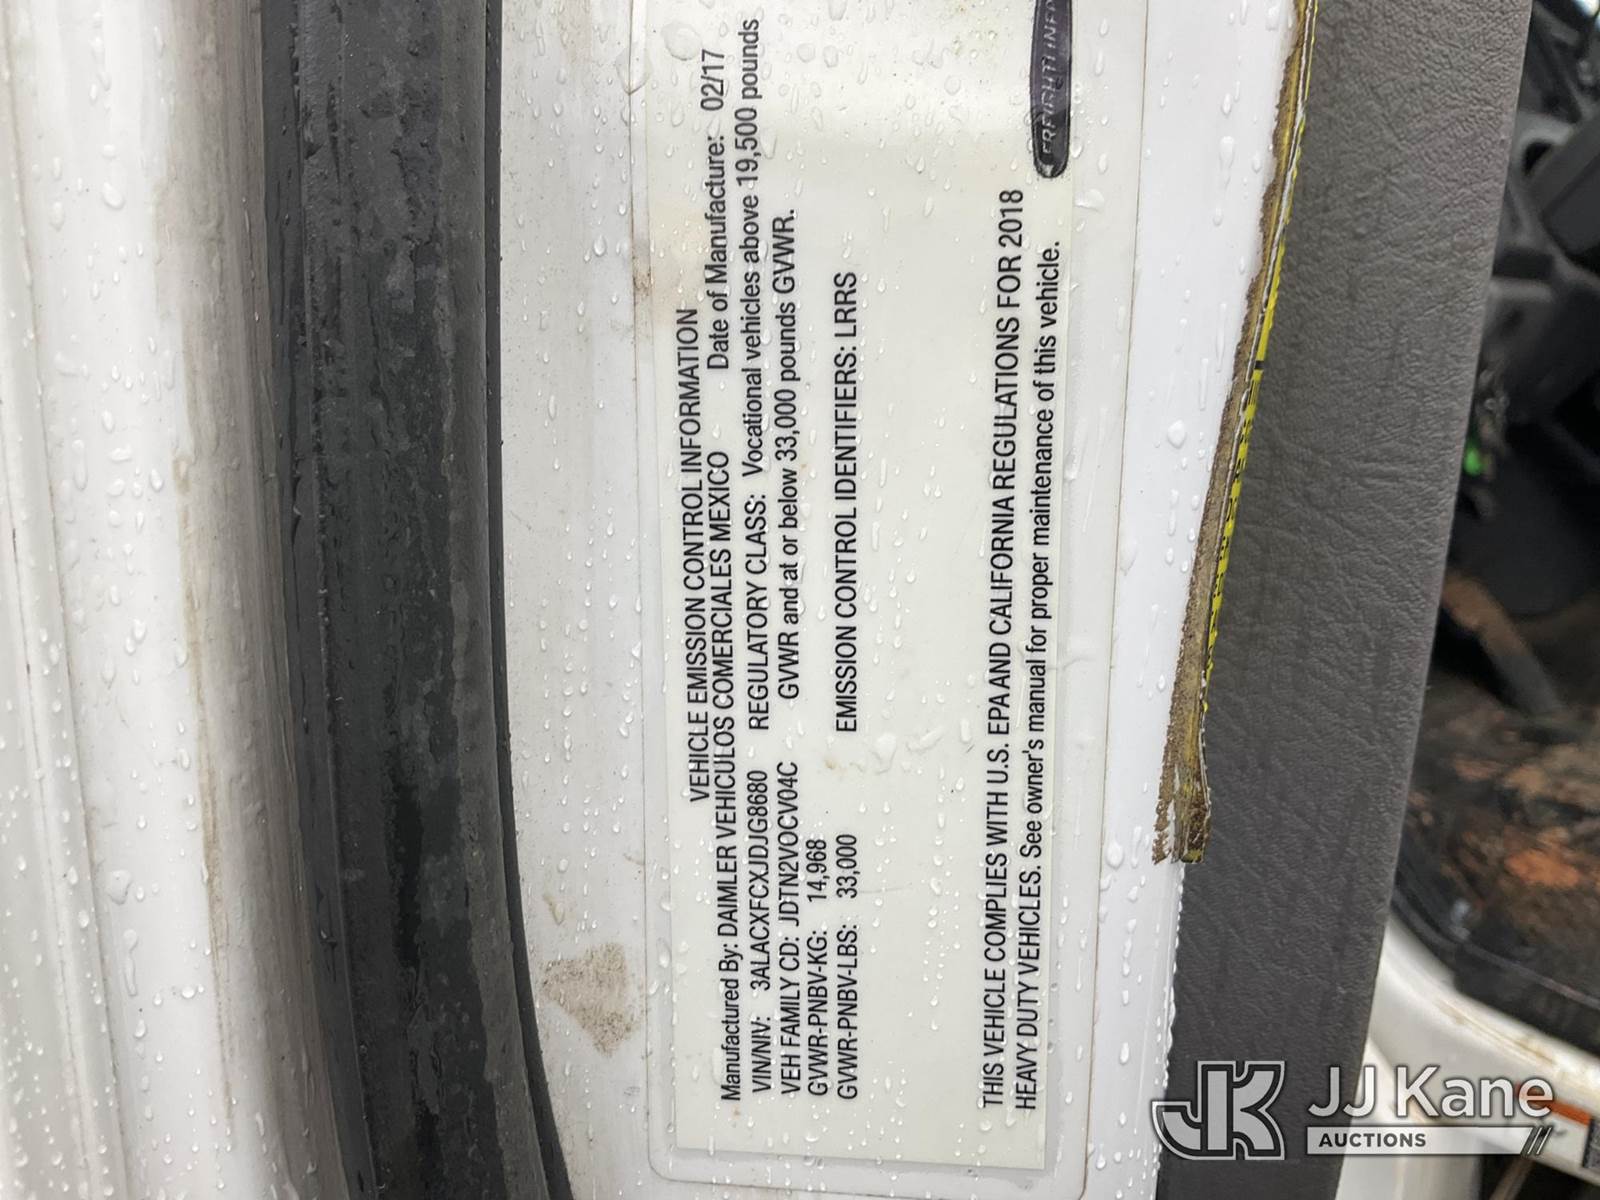 VEHICLE EMISSION CONTROL INFORMATION
Manufactured By: DAIMLER VEHICULOS COMERCIALES MEXICO Date of Manufacture: 02/17
VIN/NIV: 3ALACXFCXJDJG8680 REGULATORY CLASS: Vocational vehicles above 19,500 pounds
VEH FAMILY CD: JDTN2VOCV04C GVWR and at or below 33,000 pounds GVWR.
GVWR-PNBV-KG: 14,968
GVWR-PNBV-LBS: 33,000 EMISSION CONTROL IDENTIFIERS: LRRS
THIS VEHICLE COMPLIES WITH U.S. EPA AND CALIFORNIA REGULATIONS FOR 2018
HEAVY DUTY VEHICLES. See owner's manual for proper maintenance of this vehicle.
FREIGHTLINER
JK JJ Kane
AUCTIONS